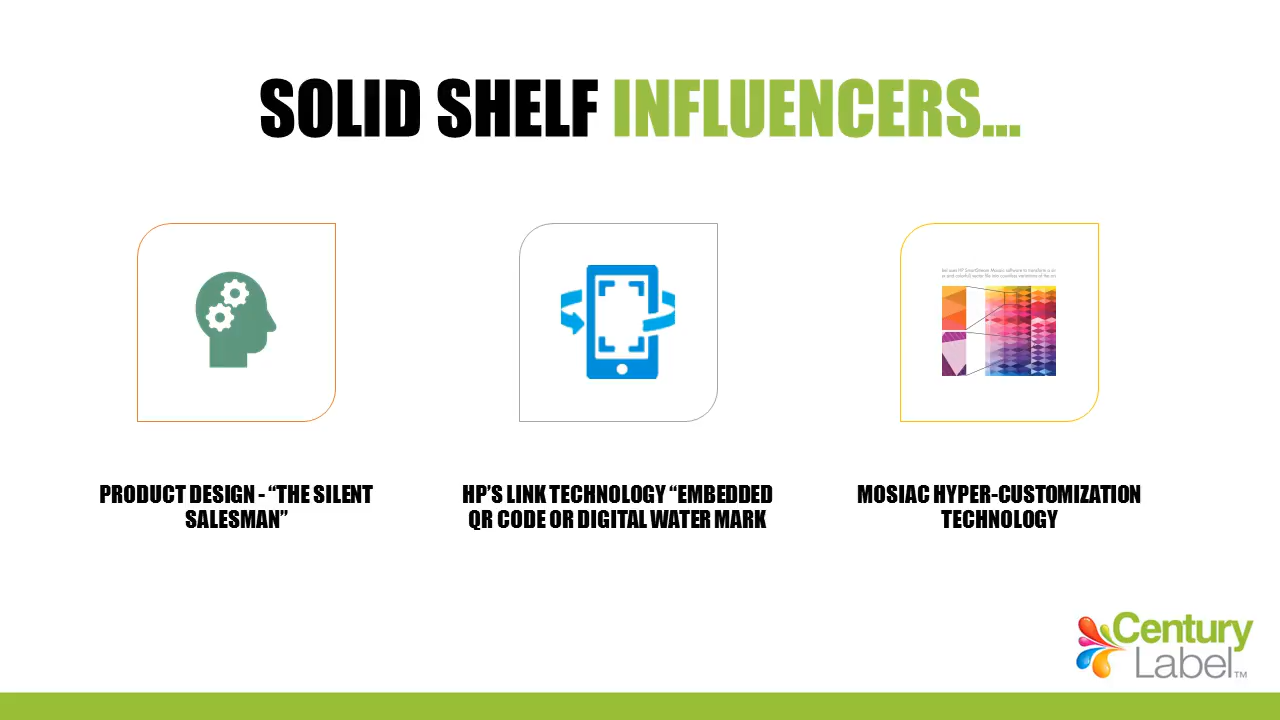 SOLID SHELF INFLUENCERS...
PRODUCT DESIGN - “THE SILENT
SALESMAN”
HP’S LINK TECHNOLOGY “EMBEDDED
QR CODE OR DIGITAL WATER MARK
MOSIAC HYPER-CUSTOMIZATION
TECHNOLOGY
Century
Label™